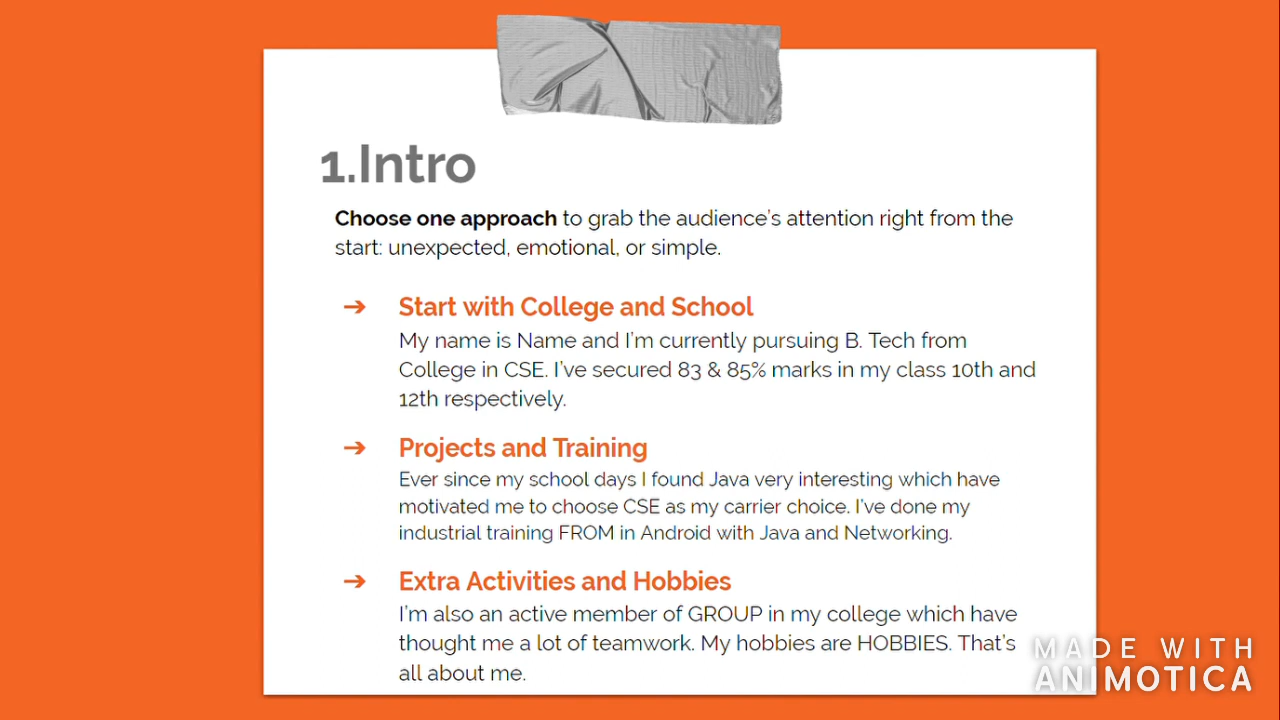 1.Intro
Choose one approach to grab the audience's attention right from the
start: unexpected, emotional, or simple.
➔ Start with College and School
My name is Name and I'm currently pursuing B. Tech from
College in CSE. I've secured 83 & 85% marks in my class 10th and
12th respectively.
➔ Projects and Training
Ever since my school days I found Java very interesting which have
motivated me to choose CSE as my carrier choice. I've done my
industrial training FROM in Android with Java and Networking.
➔ Extra Activities and Hobbies
I'm also an active member of GROUP in my college which have
thought me a lot of teamwork. My hobbies are HOBBIES. That's
all about me.
MADE WITH
ANIMOTICA